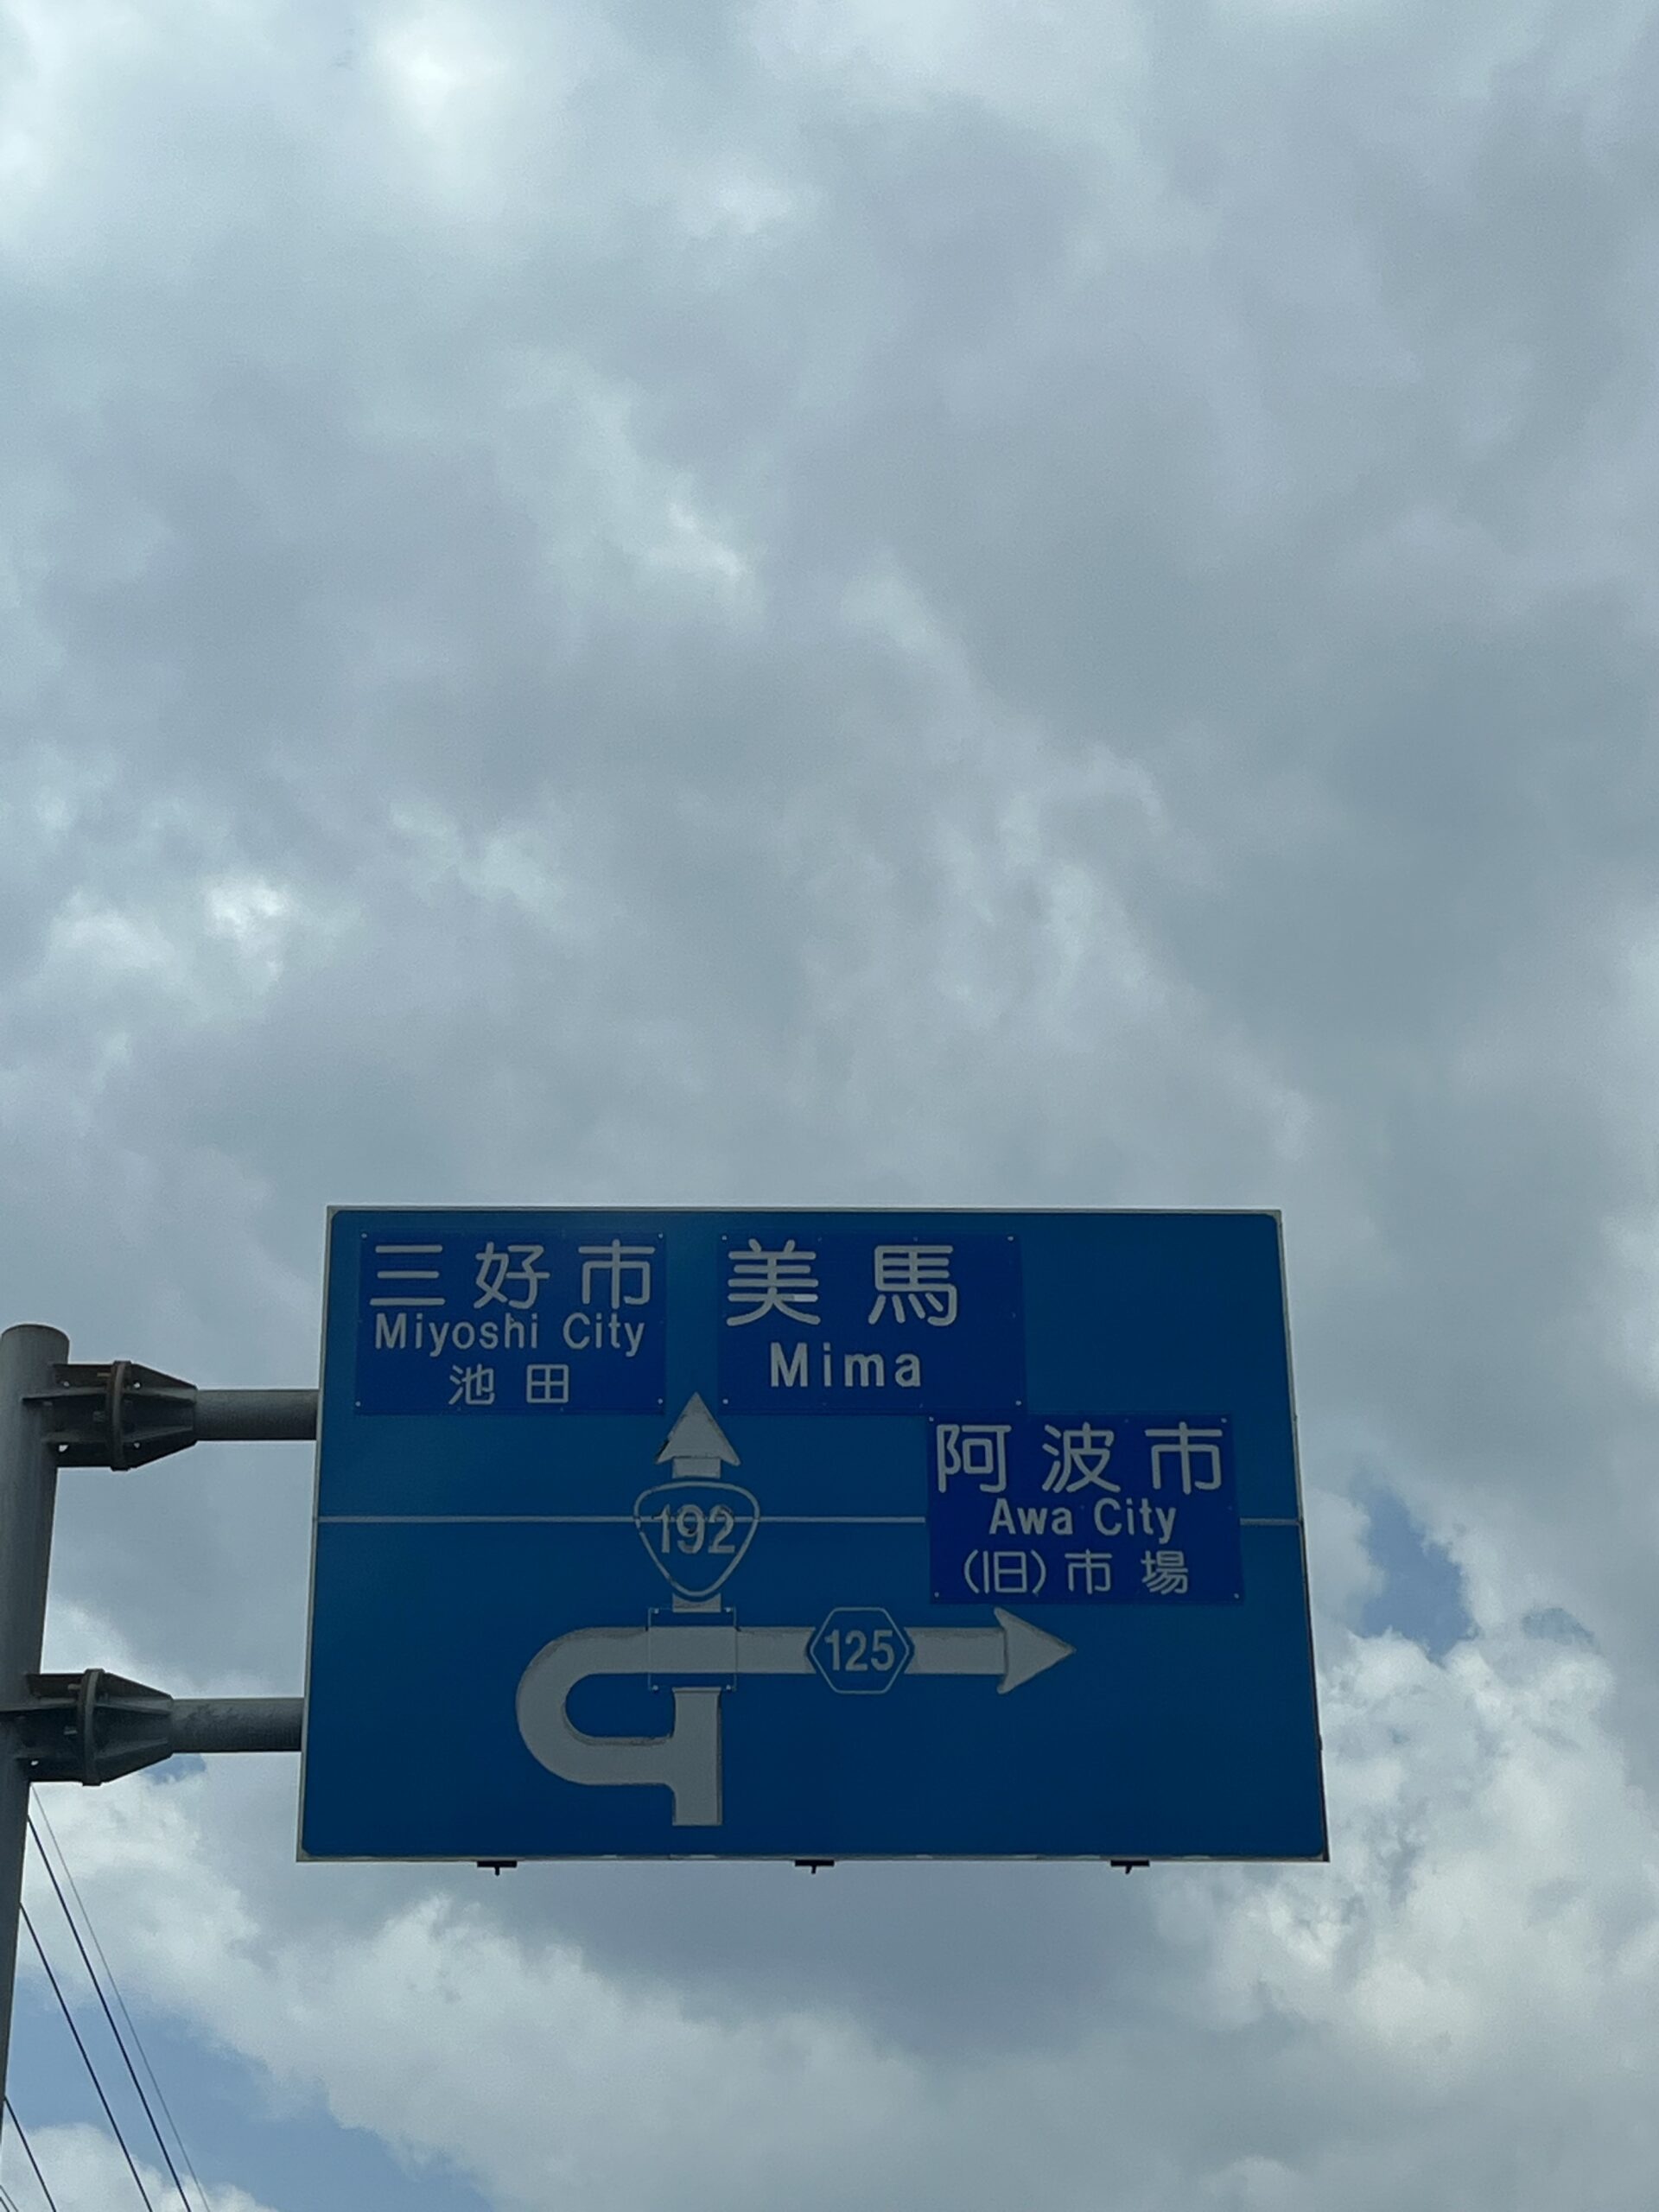 三好市
Miyoshi City
池田
美馬
Mima
阿波市
Awa City
(旧)市場
192
125